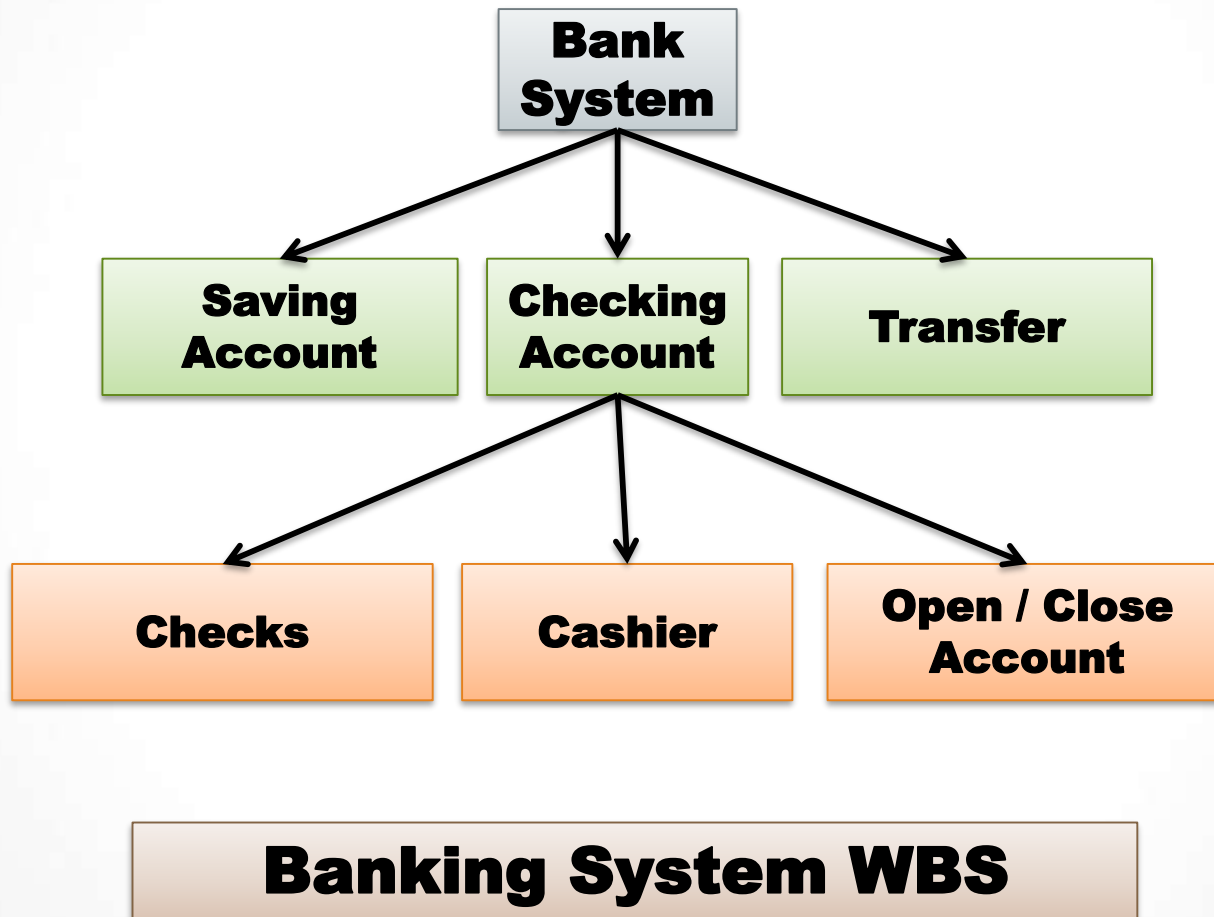 Bank
System
Saving
Account
Checking
Account
Transfer
Checks
Cashier
Open / Close
Account
Banking System WBS